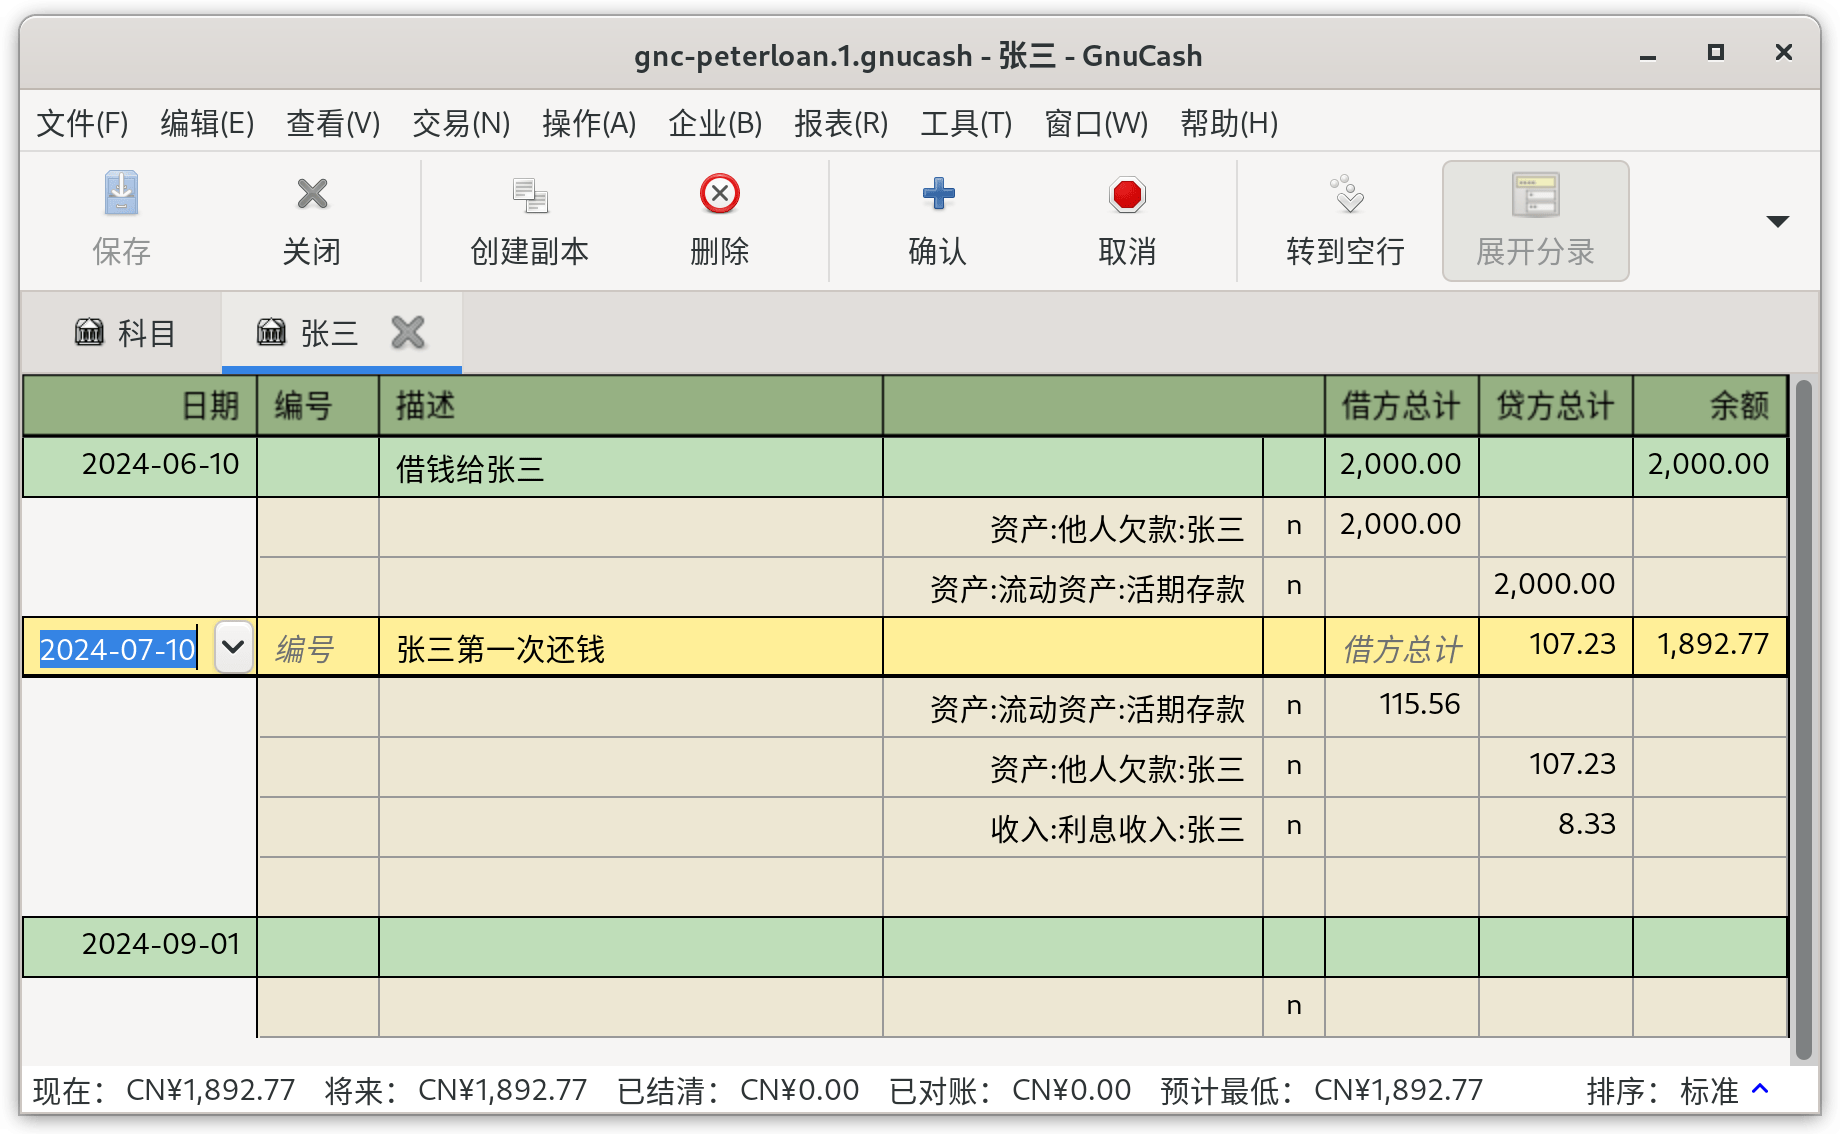 gnc-peterloan.1.gnucash - 张三 - GnuCash
文件(F) 编辑(E) 查看(V) 交易(N) 操作(A) 企业(B) 报表(R) 工具(T) 窗口(W) 帮助(H)
保存 关闭 创建副本 删除 确认 取消 转到空行 展开分录
科目 张三
日期 编号 描述 借方总计 贷方总计 余额
2024-06-10 借钱给张三 2,000.00 2,000.00
资产:他人欠款:张三 n 2,000.00
资产:流动资产:活期存款 n 2,000.00
2024-07-10 编号 张三第一次还钱 借方总计 107.23 1,892.77
资产:流动资产:活期存款 n 115.56
资产:他人欠款:张三 n 107.23
收入:利息收入:张三 n 8.33
2024-09-01
n
现在: CN¥1,892.77 将来: CN¥1,892.77 已结清: CN¥0.00 已对账: CN¥0.00 预计最低: CN¥1,892.77 排序: 标准